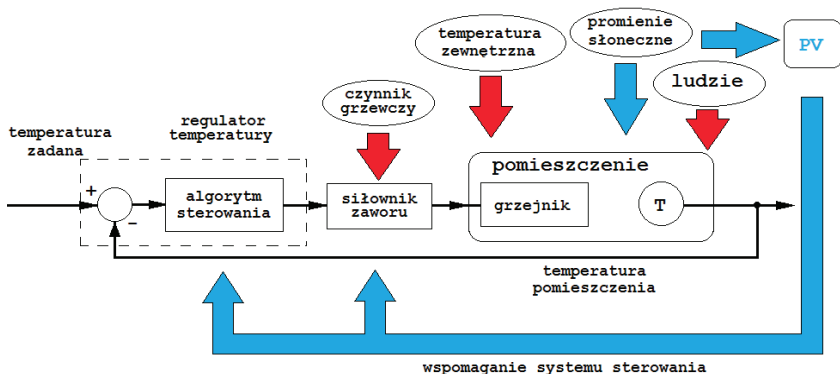 temperatura
zewnętrzna
promienie
słoneczne
PV
czynnik
grzewczy
ludzie
temperatura
zadana
regulator
temperatury
pomieszczenie
+
algorytm
sterowania
siłownik
zaworu
grzejnik
T
-
temperatura
pomieszczenia
wspomaganie systemu sterowania